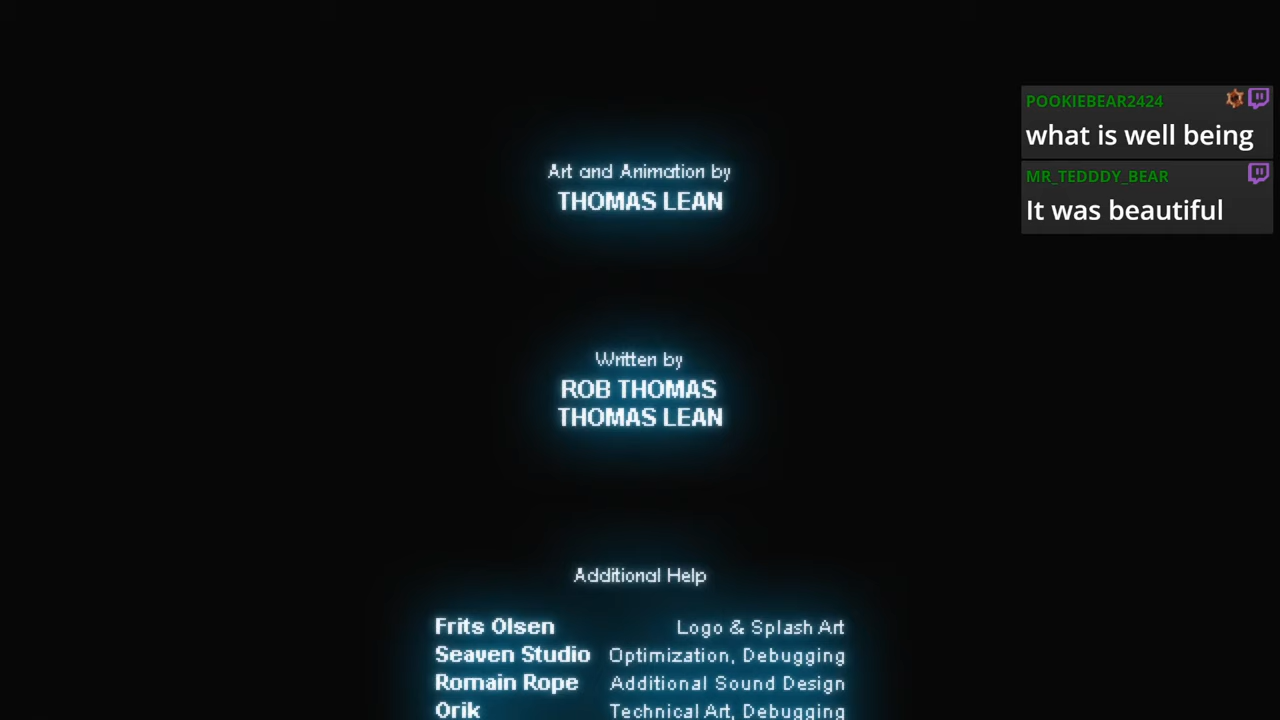 Art and Animation by
THOMAS LEAN
Written by
ROB THOMAS
THOMAS LEAN
Additional Help
Frits Olsen Logo & Splash Art
Seaven Studio Optimization, Debugging
Romain Rope Additional Sound Design
Orik Technical Art, Debugging
POOKIEBEAR2424
what is well being
MR_TEDDDY_BEAR
It was beautiful